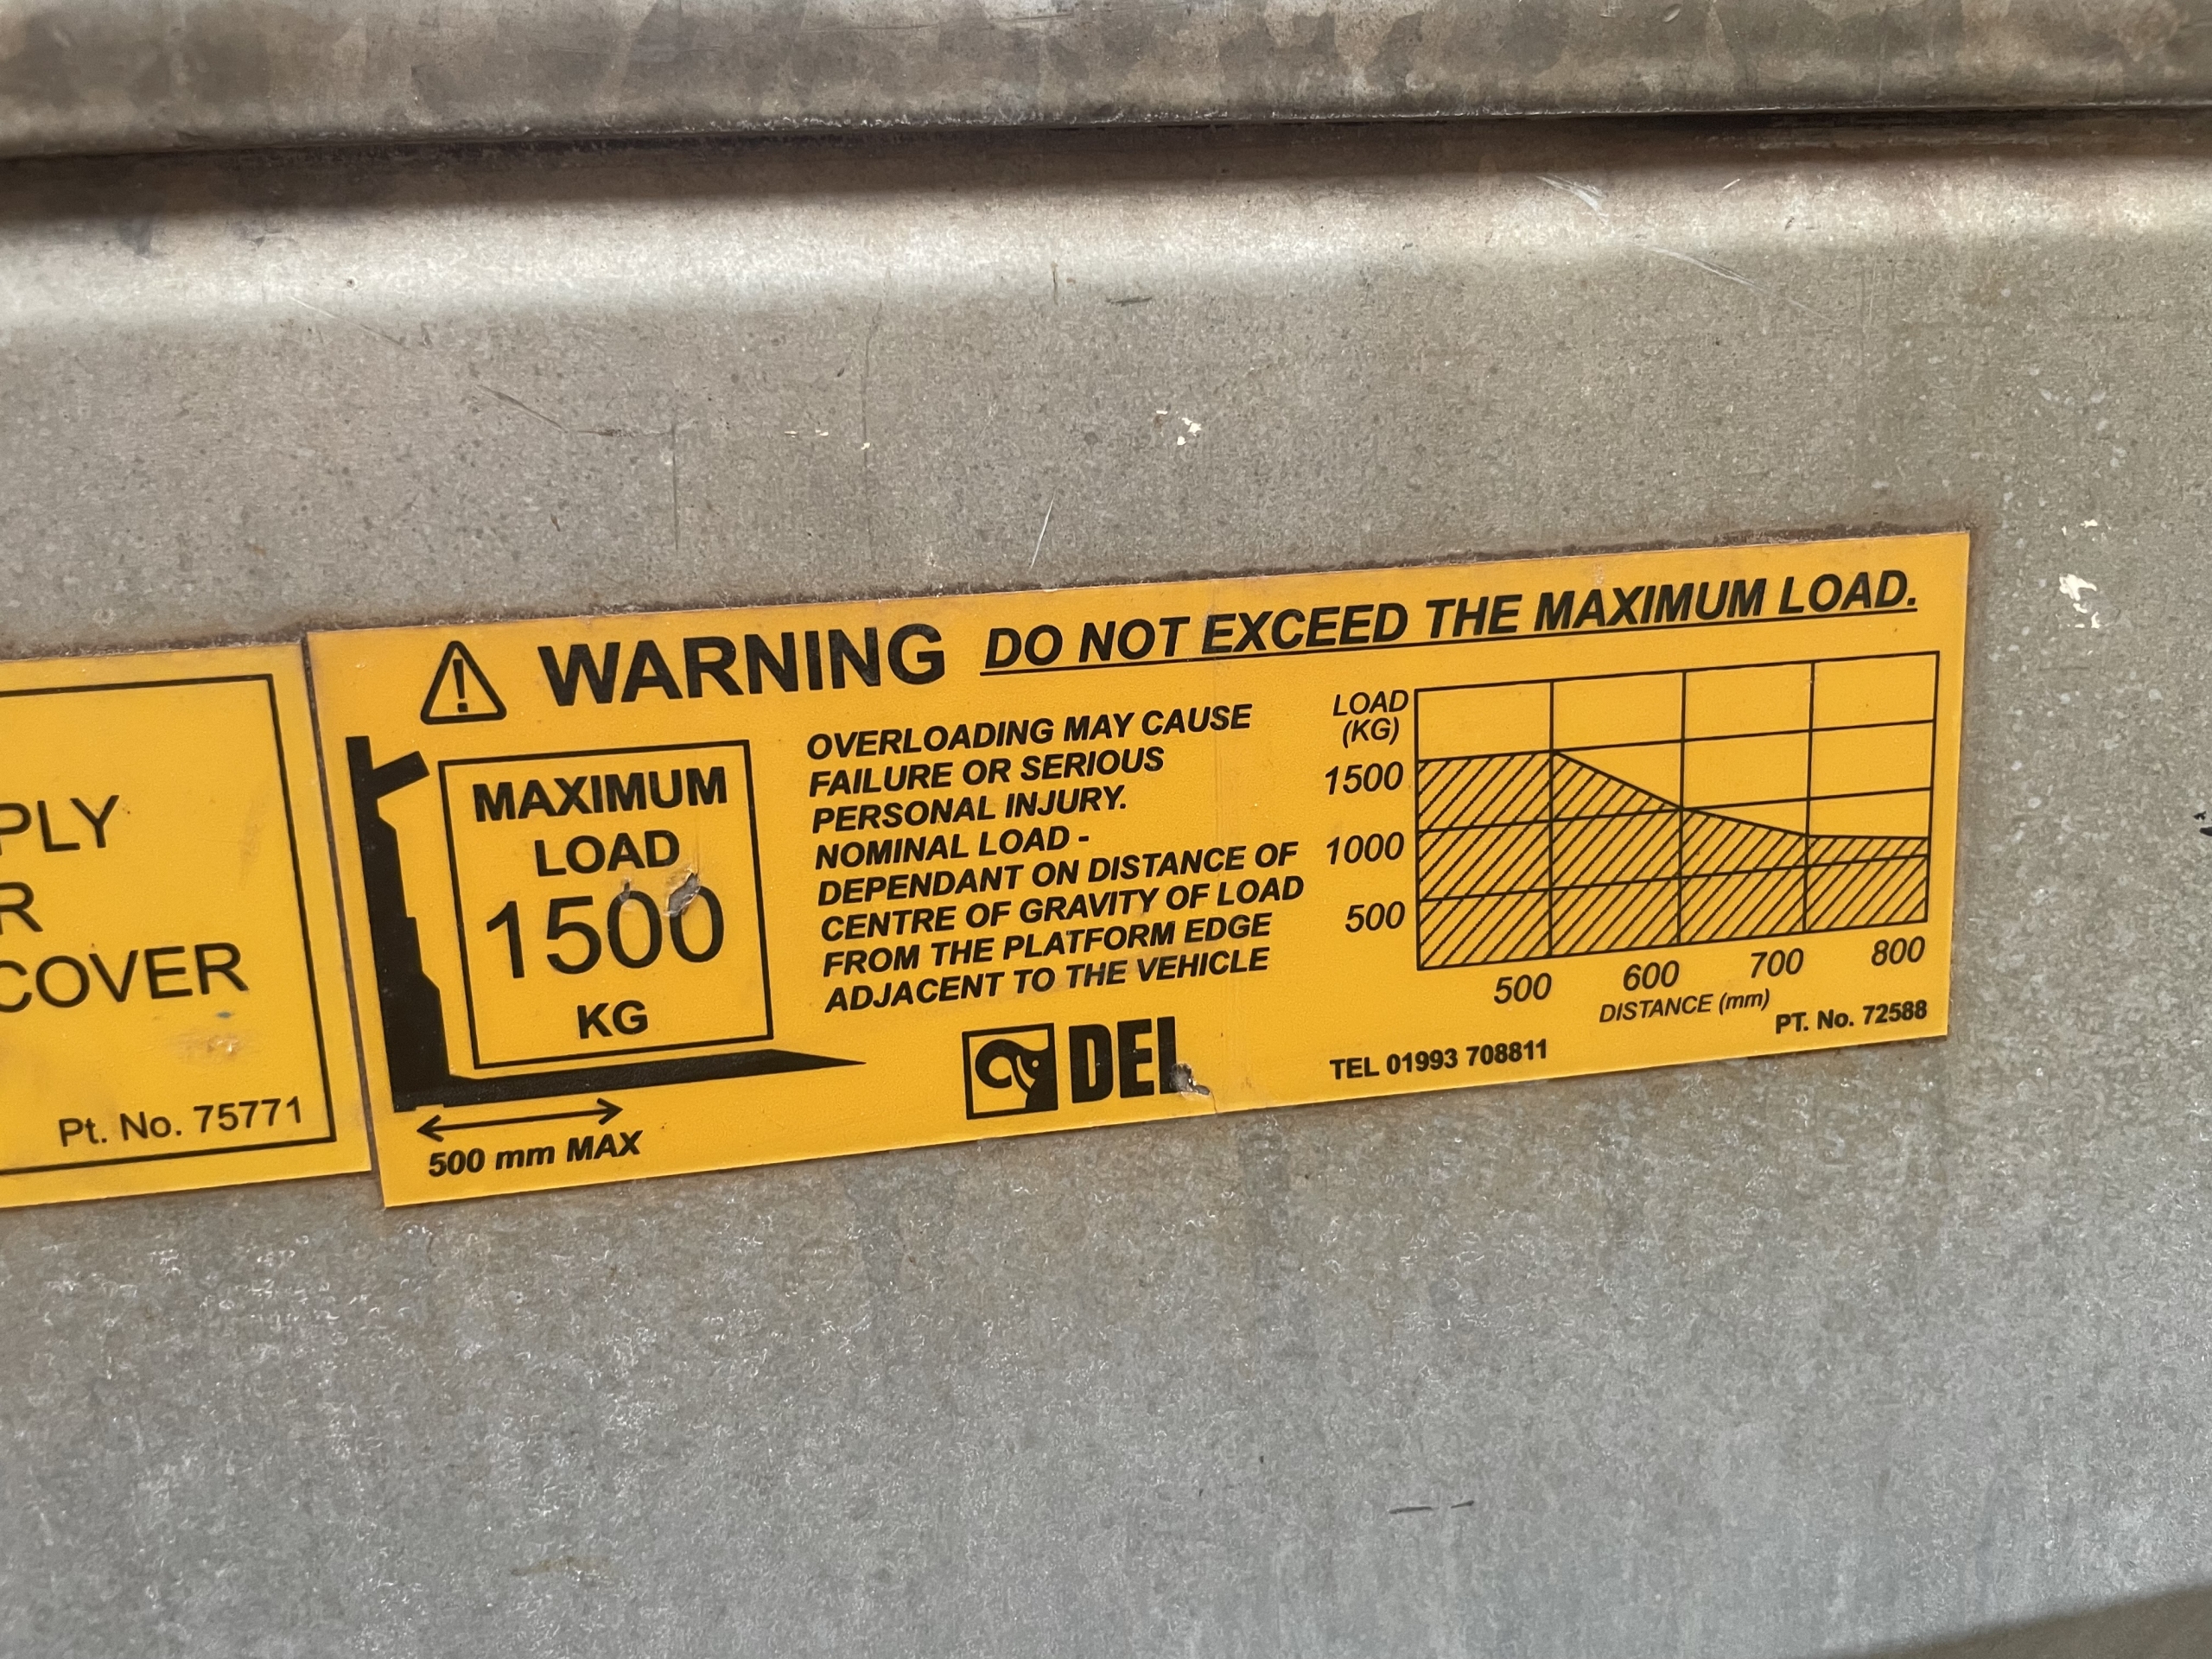 PLY
R
COVER
Pt. No. 75771
WARNING DO NOT EXCEED THE MAXIMUM LOAD.
MAXIMUM
LOAD
1500
KG
500 mm MAX
OVERLOADING MAY CAUSE
FAILURE OR SERIOUS
PERSONAL INJURY.
NOMINAL LOAD -
DEPENDANT ON DISTANCE OF
CENTRE OF GRAVITY OF LOAD
FROM THE PLATFORM EDGE
ADJACENT TO THE VEHICLE
DEL
LOAD
(KG)
1500
1000
500
500 600 700 800
DISTANCE (mm)
PT. No. 72588
TEL 01993 708811